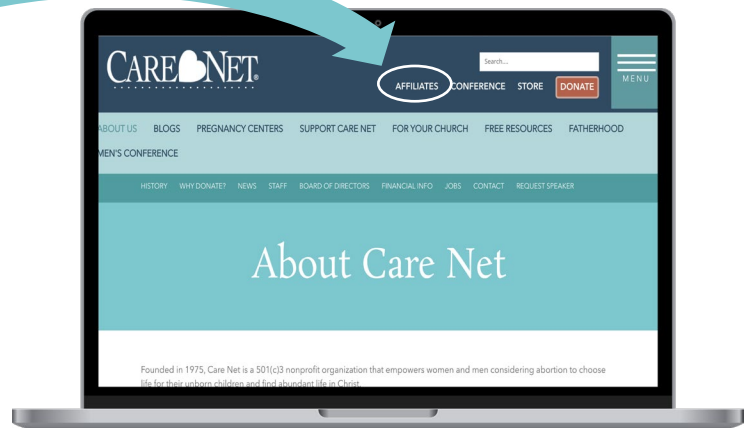 CARE NET®
Search...
AFFILIATES CONFERENCE STORE DONATE
MENU
ABOUT US BLOGS PREGNANCY CENTERS SUPPORT CARE NET FOR YOUR CHURCH FREE RESOURCES FATHERHOOD
MEN'S CONFERENCE
HISTORY WHY DONATE? NEWS STAFF BOARD OF DIRECTORS FINANCIAL INFO JOBS CONTACT REQUEST SPEAKER
About Care Net
Founded in 1975, Care Net is a 501(c)3 nonprofit organization that empowers women and men considering abortion to choose
life for their unborn children and find abundant life in Christ.